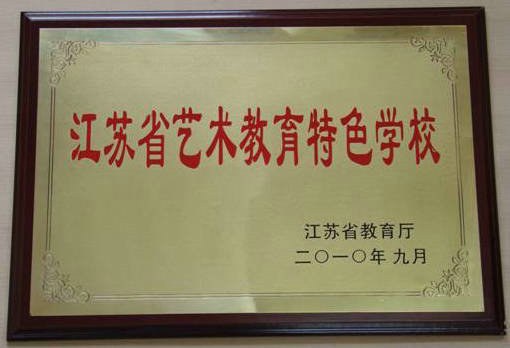 江苏省艺术教育特色学校
江苏省教育厅
二〇一〇年 九月